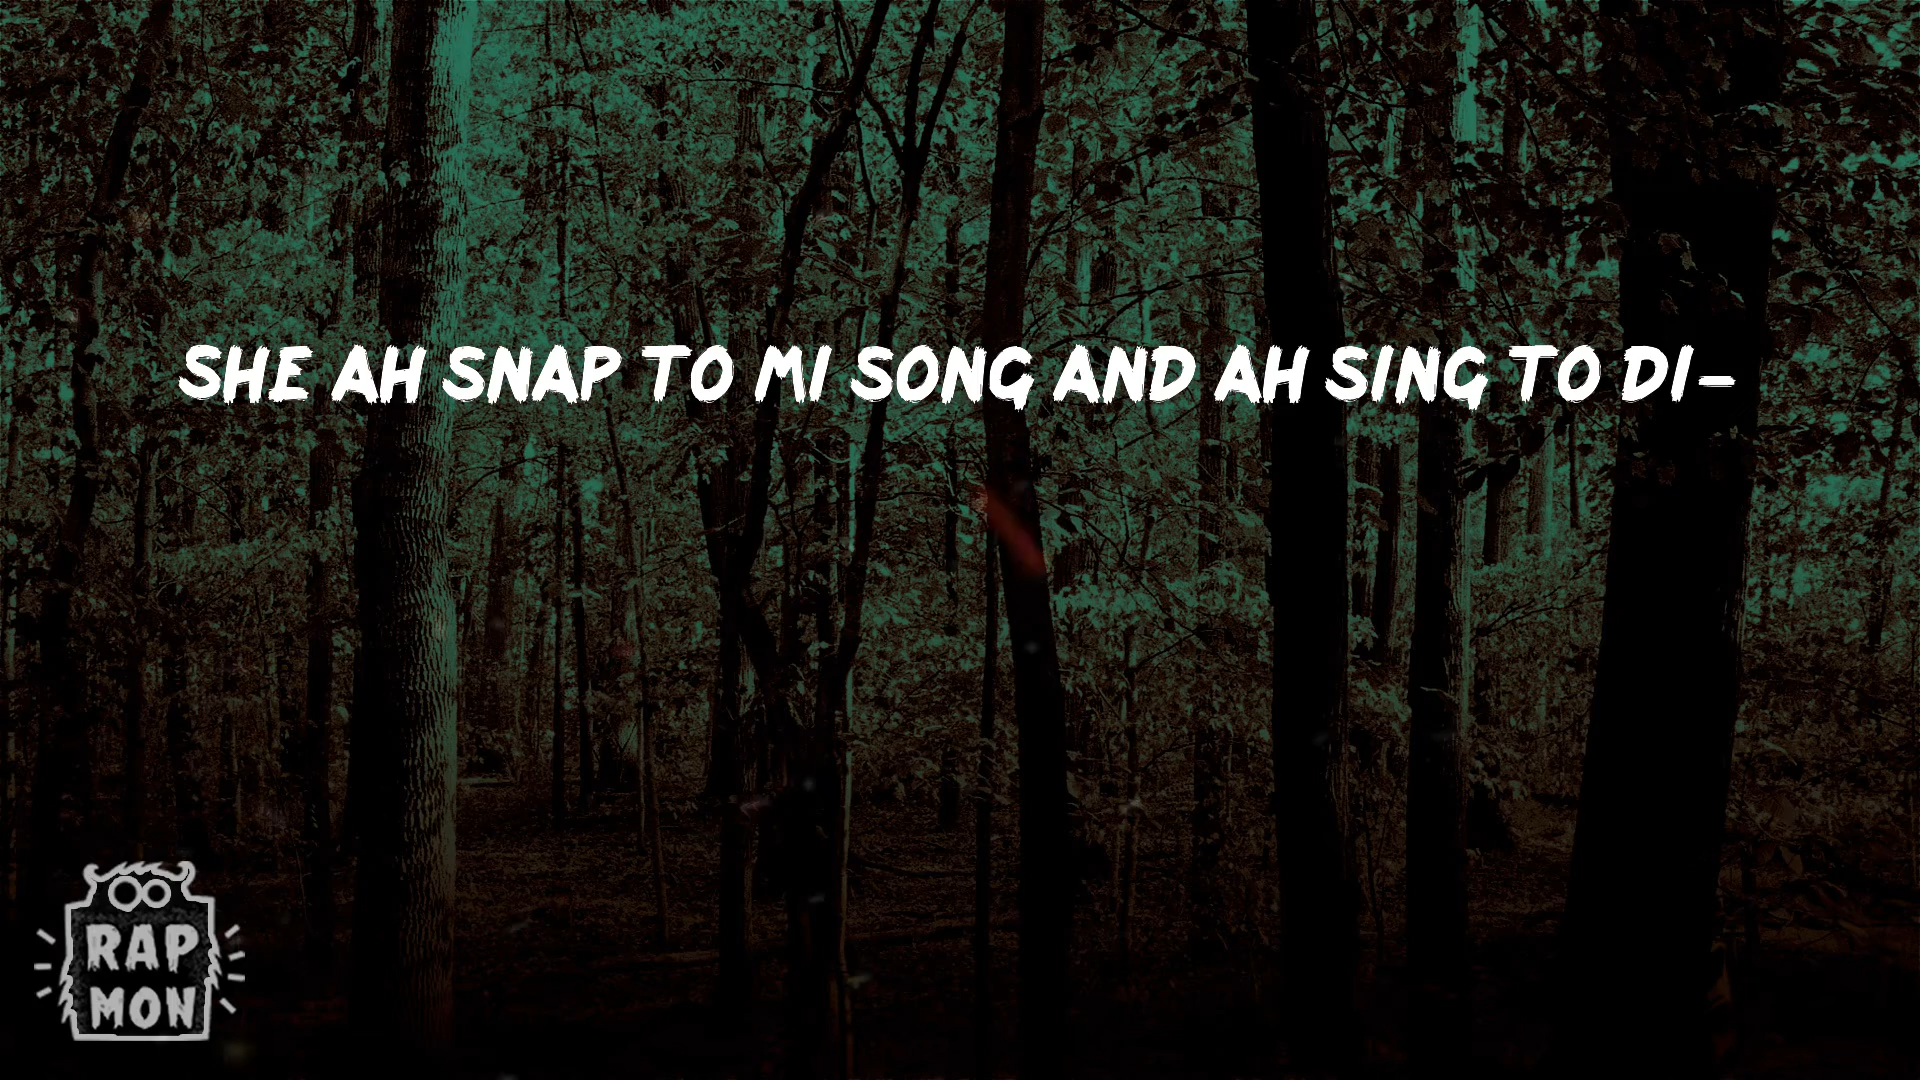 SHE AH SNAP TO MI SONG AND AH SING TO DI-
RAP
MON